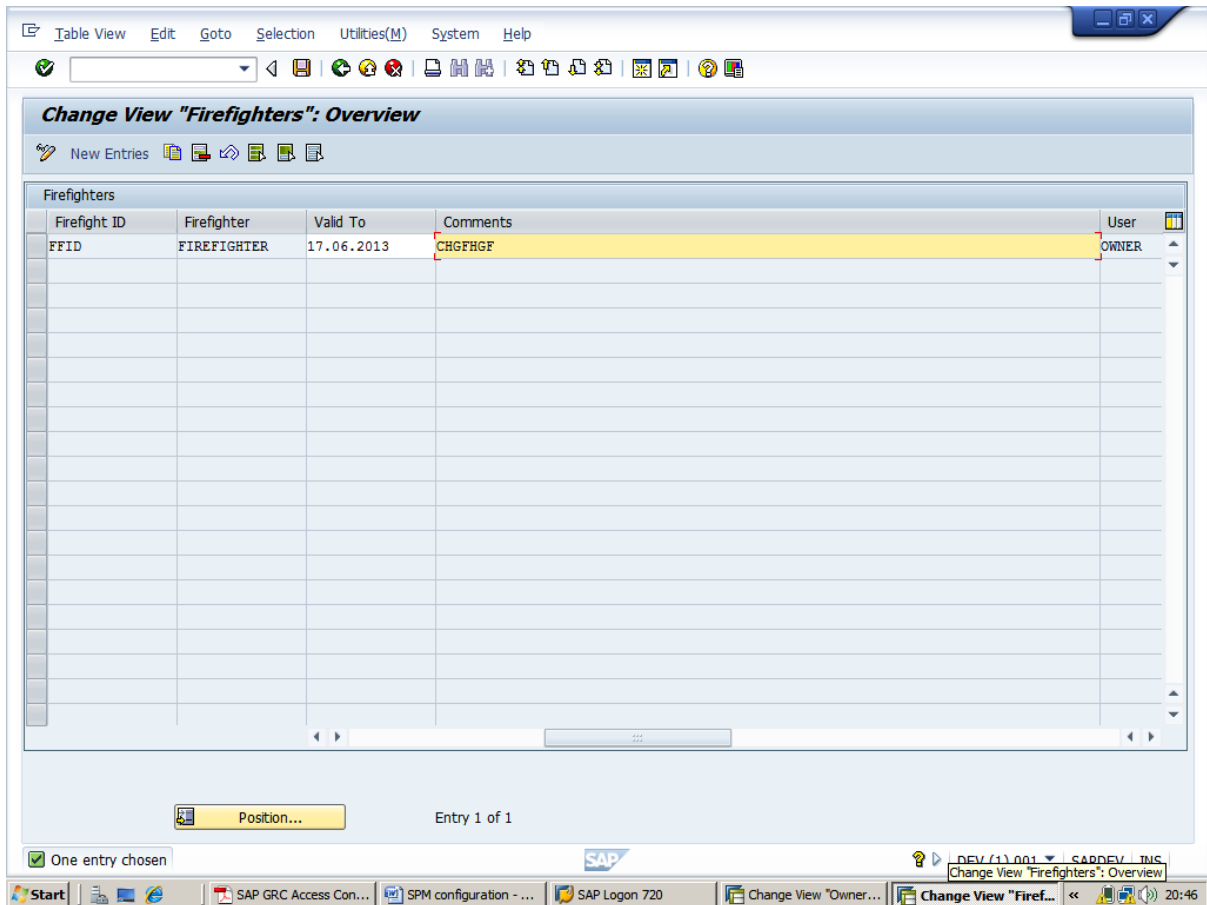 Table View Edit Goto Selection Utilities(M) System Help
Change View "Firefighters": Overview
New Entries
Firefighters
Firefight ID Firefighter Valid To Comments User
FFID FIREFIGHTER 17.06.2013 CHGFHGF OWNER
Position... Entry 1 of 1
One entry chosen SAP DEV (1) 001 SAPDEV INS
Change View "Firefighters": Overview
Start SAP GRC Access Con... SPM configuration - ... SAP Logon 720 Change View "Owner... Change View "Firef... « 20:46